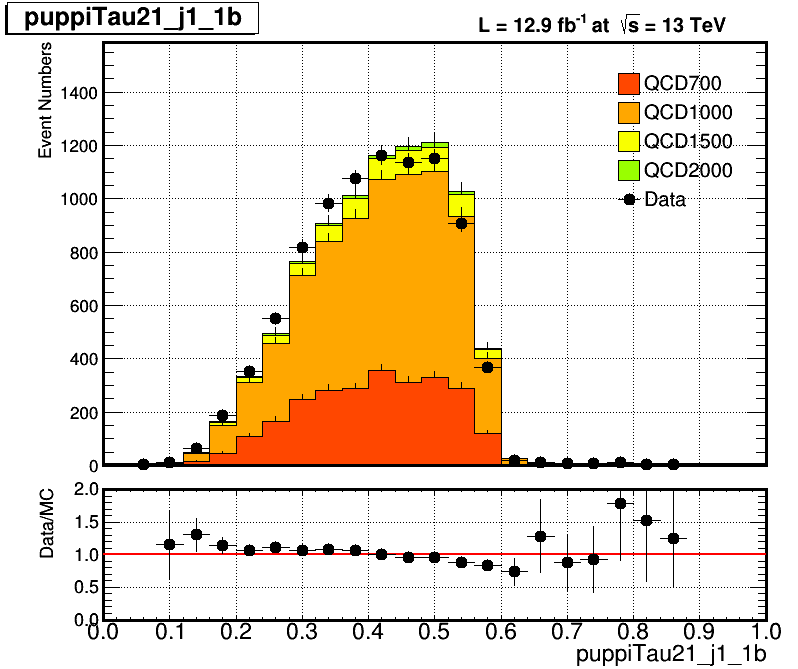 puppiTau21_j1_1b
L = 12.9 fb-1 at √s = 13 TeV
Event Numbers
1400
1200
1000
800
600
400
200
0
QCD700
QCD1000
QCD1500
QCD2000
Data
Data/MC
2.0
1.5
1.0
0.5
0.0
0.0 0.1 0.2 0.3 0.4 0.5 0.6 0.7 0.8 0.9 1.0
puppiTau21_j1_1b